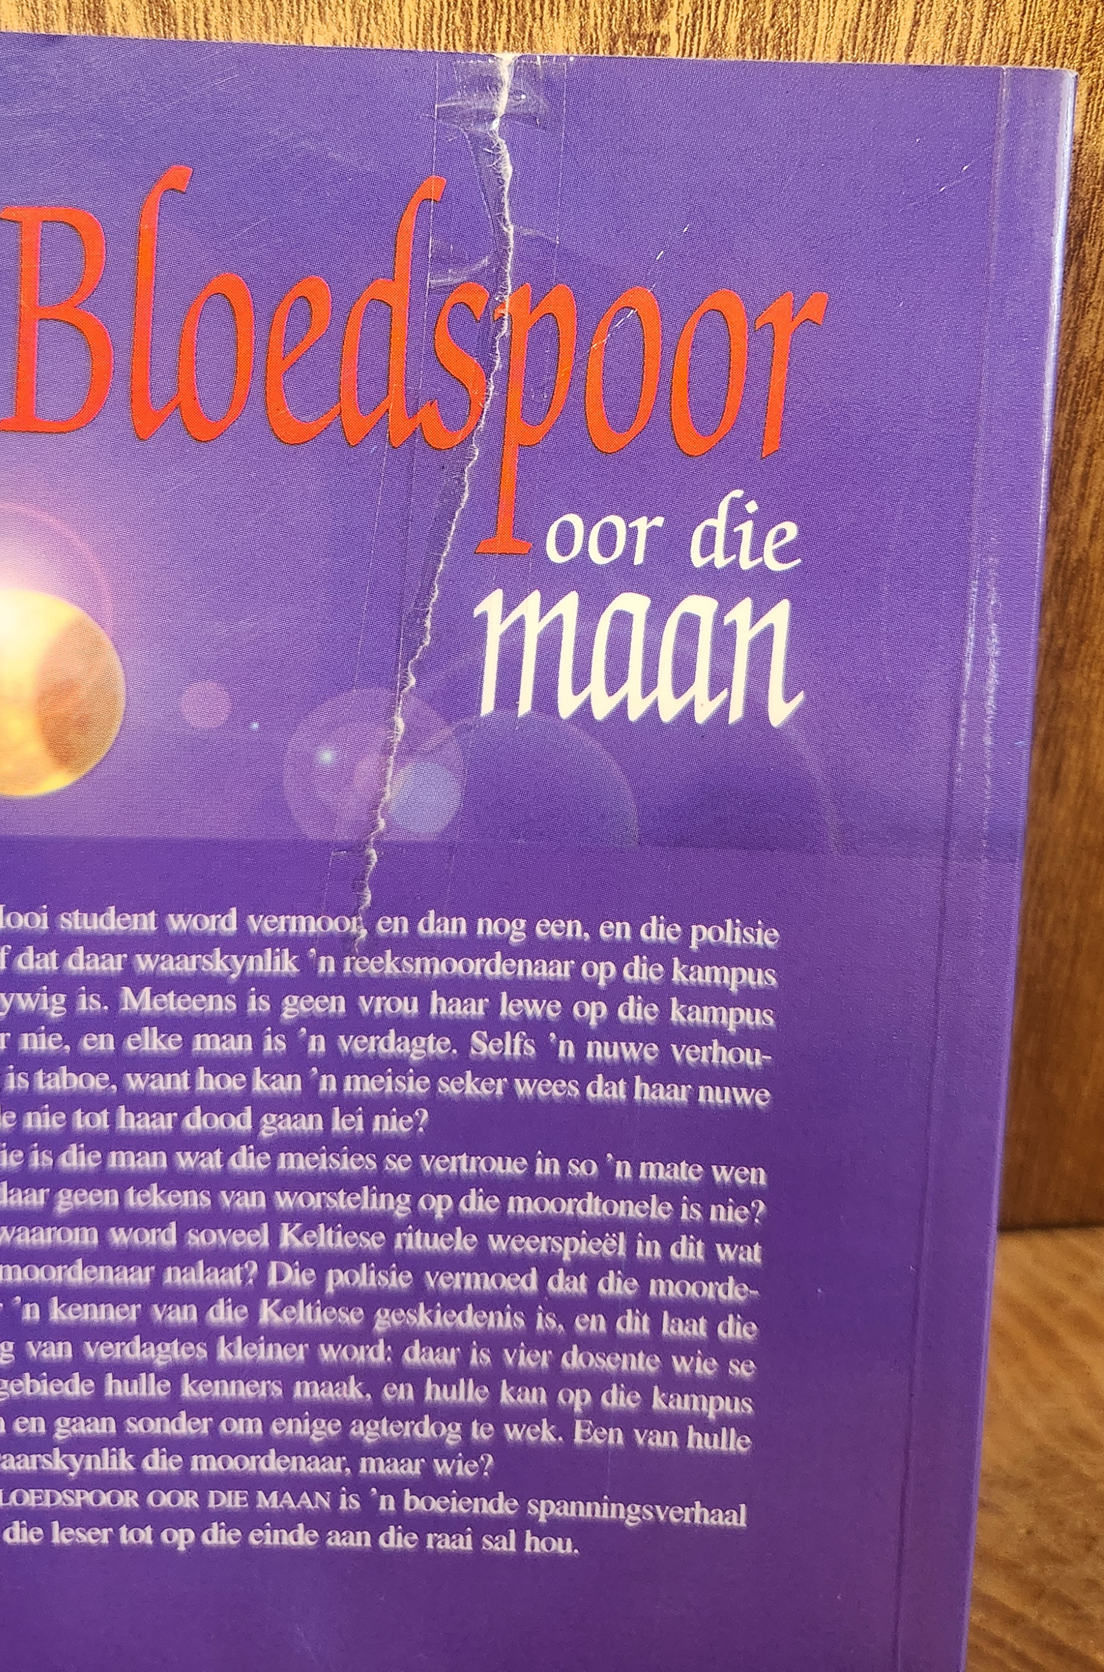 Bloedspoor
oor die
maan
student word vermoor, en dan nog een, en die polisie
dat daar waarskynlik ’n reeksmoordenaar op die kampus
is. Meteens is geen vrou haar lewe op die kampus
nie, en elke man is ’n verdagte. Selfs ’n nuwe verhou-
is taboe, want hoe kan ’n meisie seker wees dat haar nuwe
nie tot haar dood gaan lei nie?
is die man wat die meisies se vertroue in so ’n mate wen
geen tekens van worsteling op die moordtonele is nie?
waarom word soveel Keltiese rituele weerspieël in dit wat
moordenaar nalaat? Die polisie vermoed dat die moorde-
’n kenner van die Keltiese geskiedenis is, en dit laat die
van verdagtes kleiner word: daar is vier dosente wie se
gebiede hulle kenners maak, en hulle kan op die kampus
en gaan sonder om enige agterdog te wek. Een van hulle
die moordenaar, maar wie?
LOEDSPOOR OOR DIE MAAN is ’n boeiende spanningsverhaal
die leser tot op die einde aan die raai sal hou.